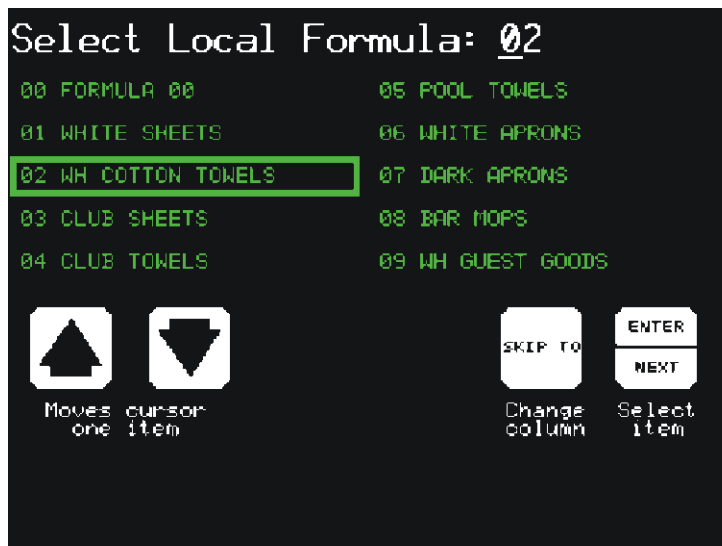 Select Local Formula: 02
00 FORMULA 00
01 WHITE SHEETS
02 WH COTTON TOWELS
03 CLUB SHEETS
04 CLUB TOWELS
05 POOL TOWELS
06 WHITE APRONS
07 DARK APRONS
08 BAR MOPS
09 WH GUEST GOODS
Moves cursor
one item
SKIP TO
Change
column
ENTER
NEXT
Select
item